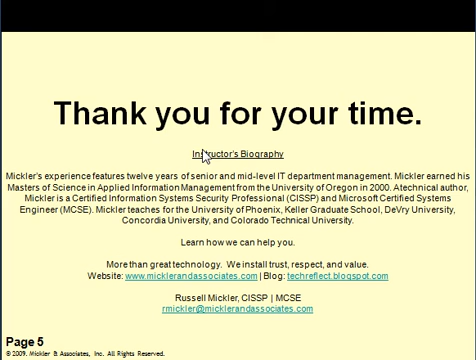 Thank you for your time.
Instructor's Biography
Mickler's experience features twelve years of senior and mid-level IT department management. Mickler earned his
Masters of Science in Applied Information Management from the University of Oregon in 2000. A technical author,
Mickler is a Certified Information Systems Security Professional (CISSP) and Microsoft Certified Systems
Engineer (MCSE). Mickler teaches for the University of Phoenix, Keller Graduate School, DeVry University,
Concordia University, and Colorado Technical University.
Learn how we can help you.
More than great technology. We install trust, respect, and value.
Website: www.micklerandassociates.com | Blog: techreflect.blogspot.com
Russell Mickler, CISSP | MCSE
rmickler@micklerandassociates.com
Page 5
© 2009. Mickler & Associates, Inc. All Rights Reserved.